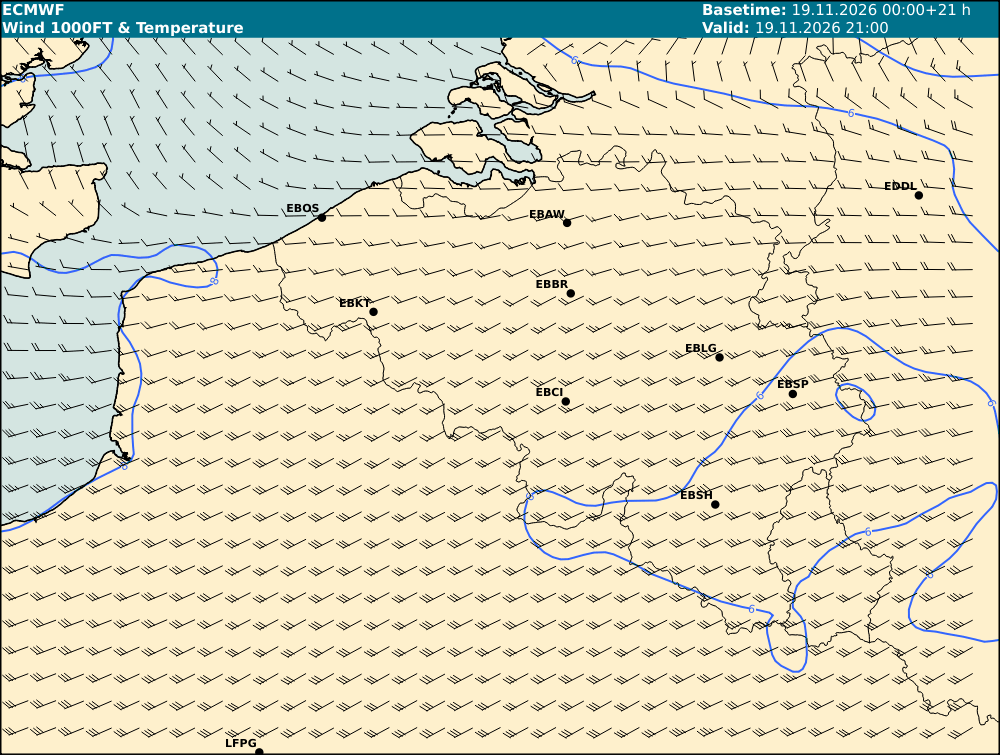 ECMWF
Basetime: 19.11.2026 00:00+21 h
Wind 1000FT & Temperature
Valid: 19.11.2026 21:00
6
6
EDDL
EBOS
EBAW
8
EBBR
EBKT
EBLG
EBSP
EBCI
6
6
EBSH
6
6
LFPG